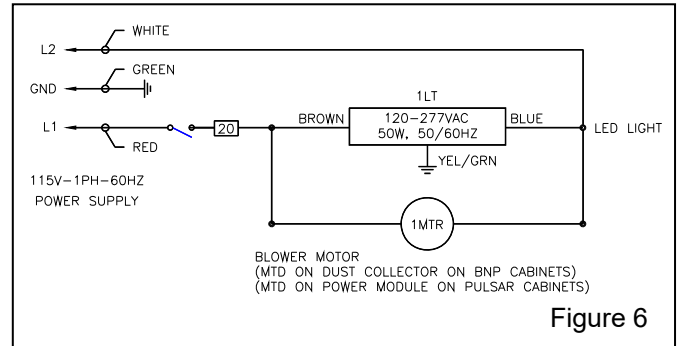 WHITE
L2
GREEN
GND
1LT
BROWN
120-277VAC
50W, 50/60HZ
BLUE
LED LIGHT
L1
20
RED
YEL/GRN
115V-1PH-60HZ
POWER SUPPLY
1MTR
BLOWER MOTOR
(MTD ON DUST COLLECTOR ON BNP CABINETS)
(MTD ON POWER MODULE ON PULSAR CABINETS)
Figure 6